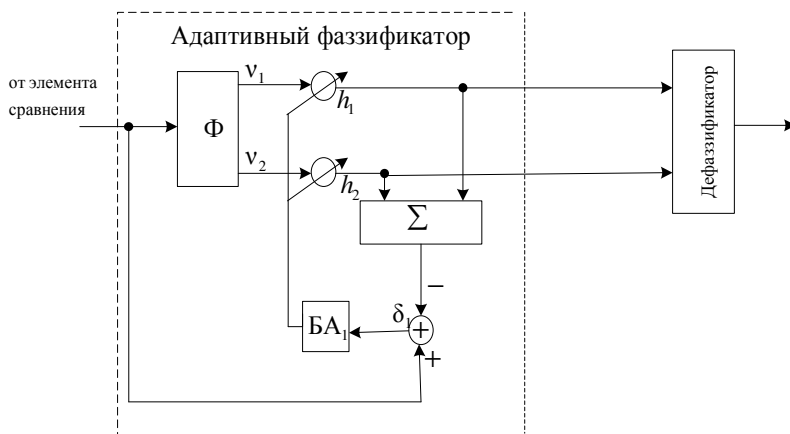 Адаптивный фаззификатор
от элемента
сравнения
Ф
ν1
h1
ν2
h2
Σ
−
БА1
δ1
+
+
Дефаззификатор